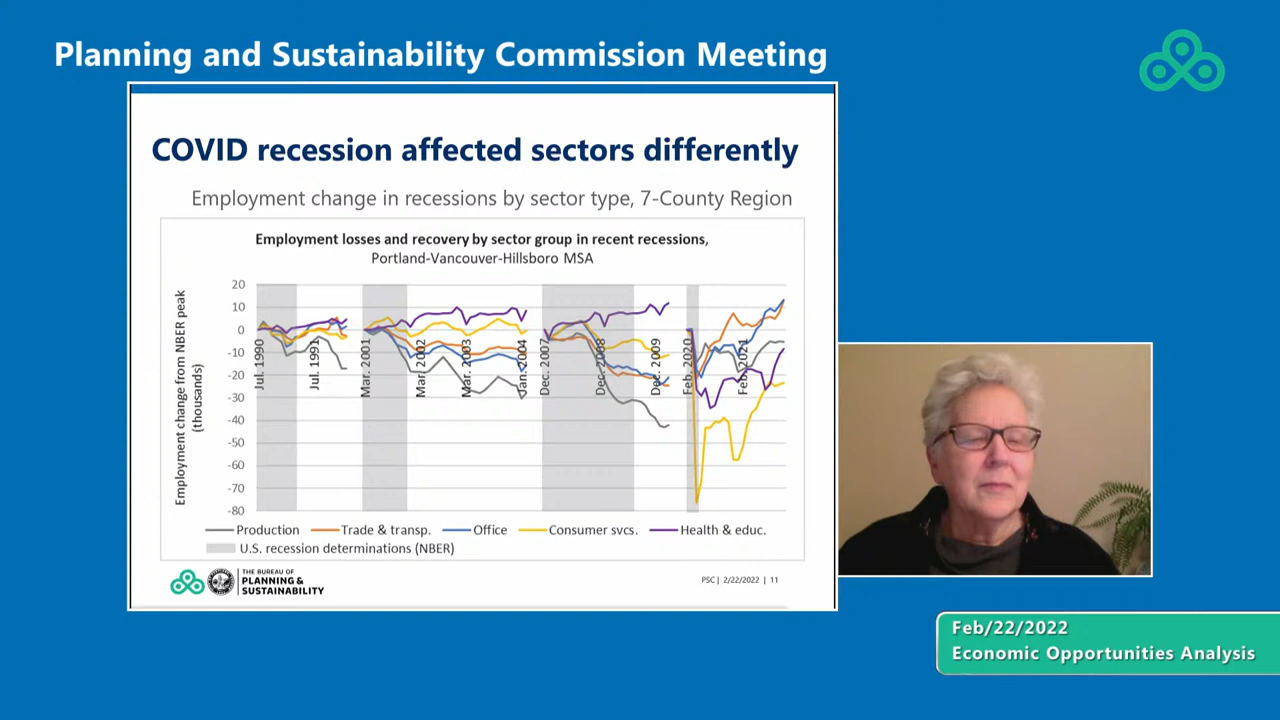 Planning and Sustainability Commission Meeting
COVID recession affected sectors differently
Employment change in recessions by sector type, 7-County Region
Employment losses and recovery by sector group in recent recessions,
Portland-Vancouver-Hillsboro MSA
Employment change from NBER peak
(thousands)
20
10
0
-10
-20
-30
-40
-50
-60
-70
-80
Jul. 1990
Jul. 1991
Mar. 2001
Mar. 2002
Mar. 2003
Jan. 2004
Dec. 2007
Dec. 2008
Dec. 2009
Feb. 2020
Feb. 2021
Production
Trade & transp.
Office
Consumer svcs.
Health & educ.
U.S. recession determinations (NBER)
THE BUREAU OF
PLANNING &
SUSTAINABILITY
PSC | 2/22/2022 | 11
Feb/22/2022
Economic Opportunities Analysis